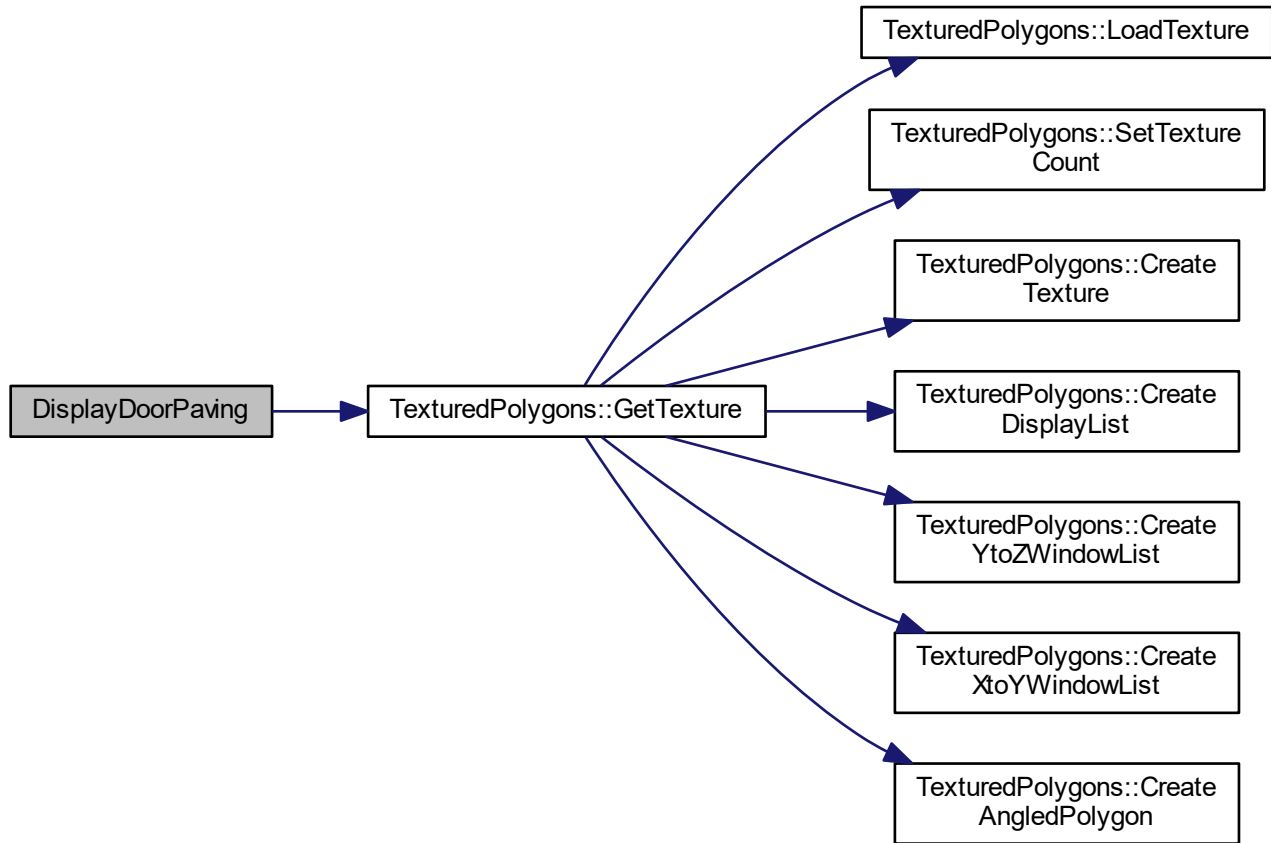 TexturedPolygons::LoadTexture
TexturedPolygons::SetTexture
Count
TexturedPolygons::Create
Texture
DisplayDoorPaving
TexturedPolygons::GetTexture
TexturedPolygons::Create
DisplayList
TexturedPolygons::Create
YtoZWindowList
TexturedPolygons::Create
XtoYWindowList
TexturedPolygons::Create
AngledPolygon